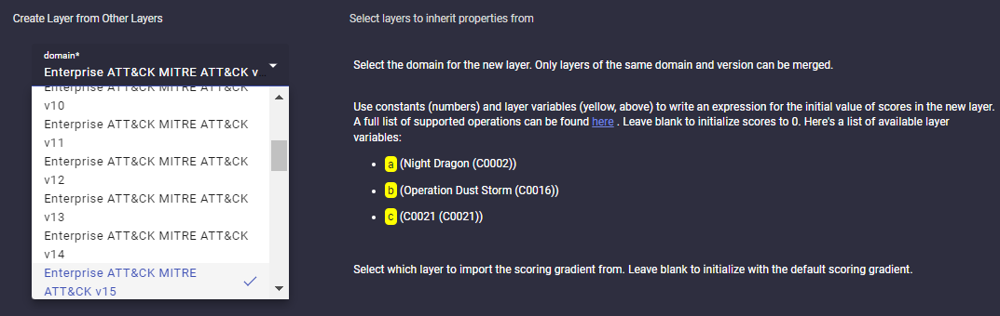 Create Layer from Other Layers
Select layers to inherit properties from
domain*
Enterprise ATT&CK MITRE ATT&CK v
Enterprise ATT&CK MITRE ATT&CK
v10
Enterprise ATT&CK MITRE ATT&CK
v11
Enterprise ATT&CK MITRE ATT&CK
v12
Enterprise ATT&CK MITRE ATT&CK
v13
Enterprise ATT&CK MITRE ATT&CK
v14
Enterprise ATT&CK MITRE
ATT&CK v15
Select the domain for the new layer. Only layers of the same domain and version can be merged.
Use constants (numbers) and layer variables (yellow, above) to write an expression for the initial value of scores in the new layer.
A full list of supported operations can be found here . Leave blank to initialize scores to 0. Here's a list of available layer
variables:
• a (Night Dragon (C0002))
• b (Operation Dust Storm (C0016))
• c (C0021 (C0021))
Select which layer to import the scoring gradient from. Leave blank to initialize with the default scoring gradient.